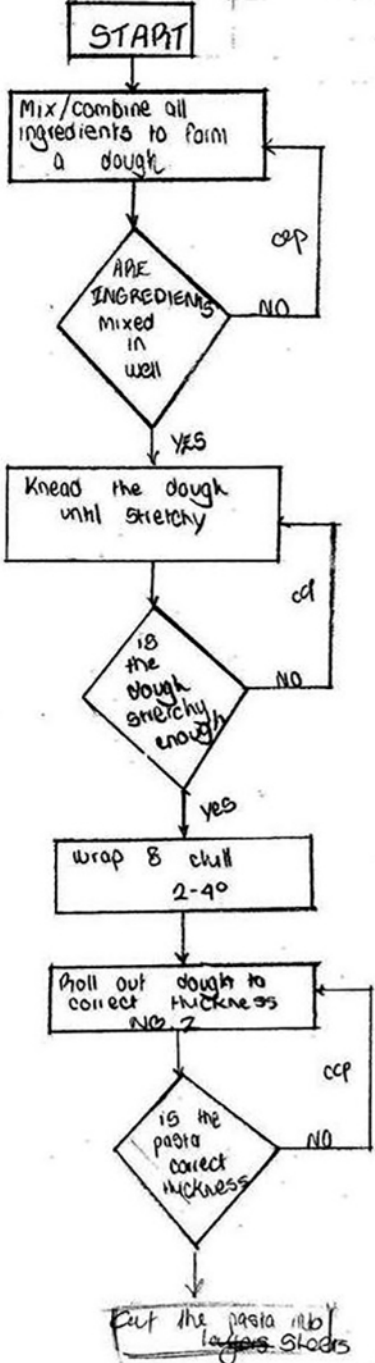 START
Mix/combine all
ingredients to form
a dough
ccp
ARE
INGREDIENTS
mixed
in
well
NO
YES
Knead the dough
until stretchy
is
the
dough
stretchy
enough
NO
yes
wrap & chill
2-4°
Roll out dough to
correct thickness
NO. 2
ccp
is the
pasta
correct
thickness
NO
Cut the pasta into
layers Sheets